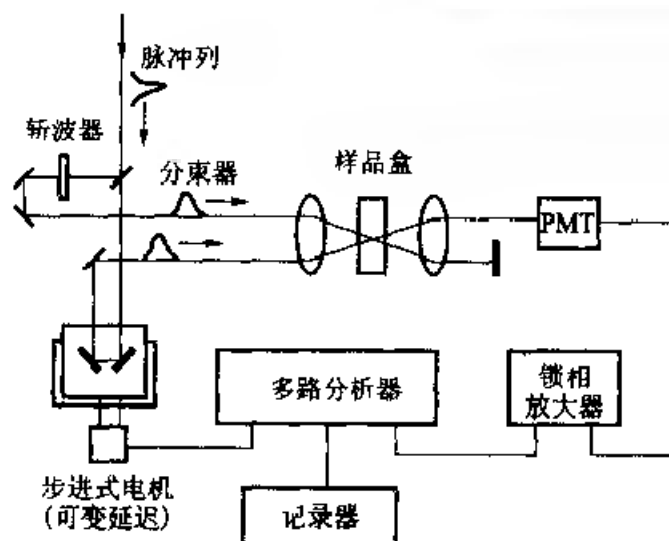 脉冲列
斩波器
分束器
样品盒
PMT
多路分析器
锁相
放大器
步进式电机
(可变延迟)
记录器